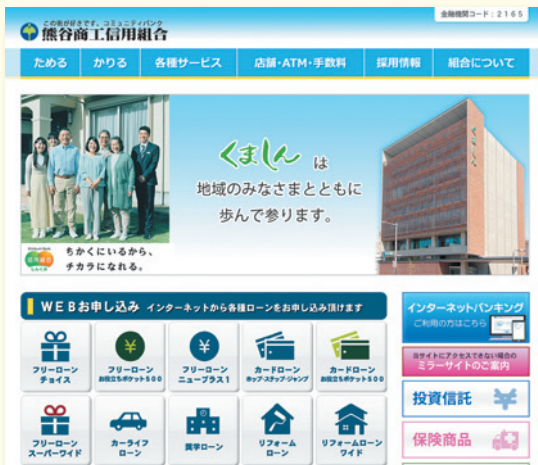 金融機関コード：2165
この街が好きです。コミュニティバンク
熊谷商工信用組合
ためる かりる 各種サービス 店舗・ATM・手数料 採用情報 組合について
くましん は
地域のみなさまとともに
歩んで参ります。
くましん
信用組合
ちかくにいるから、
チカラになれる。
WEBお申し込み インターネットから各種ローンをお申し込み頂けます
フリーローン
チョイス
フリーローン
お役立ちポケット500
フリーローン
ニュープラス1
カードローン
ホップ・ステップ・ジャンプ
カードローン
お役立ちポケット500
フリーローン
スーパーワイド
カーライフ
ローン
奨学ローン
リフォーム
ローン
リフォームローン
ワイド
インターネットバンキング
ご利用の方はこちら
当サイトにアクセスできない場合の
ミラーサイトのご案内
投資信託
保険商品